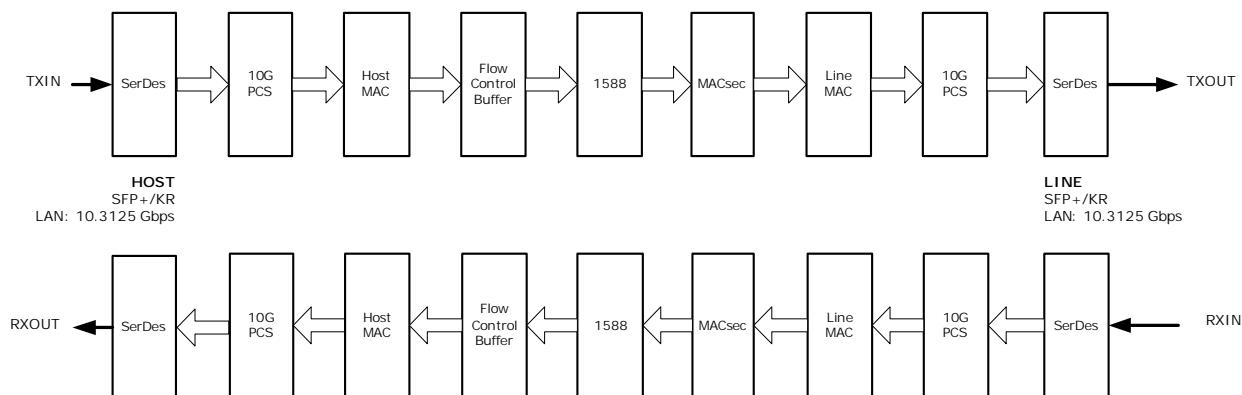 TXIN
SerDes
10G
PCS
Host
MAC
Flow
Control
Buffer
1588
MACsec
Line
MAC
10G
PCS
SerDes
TXOUT
HOST
SFP+/KR
LAN: 10.3125 Gbps
LINE
SFP+/KR
LAN: 10.3125 Gbps
RXOUT
SerDes
10G
PCS
Host
MAC
Flow
Control
Buffer
1588
MACsec
Line
MAC
10G
PCS
SerDes
RXIN